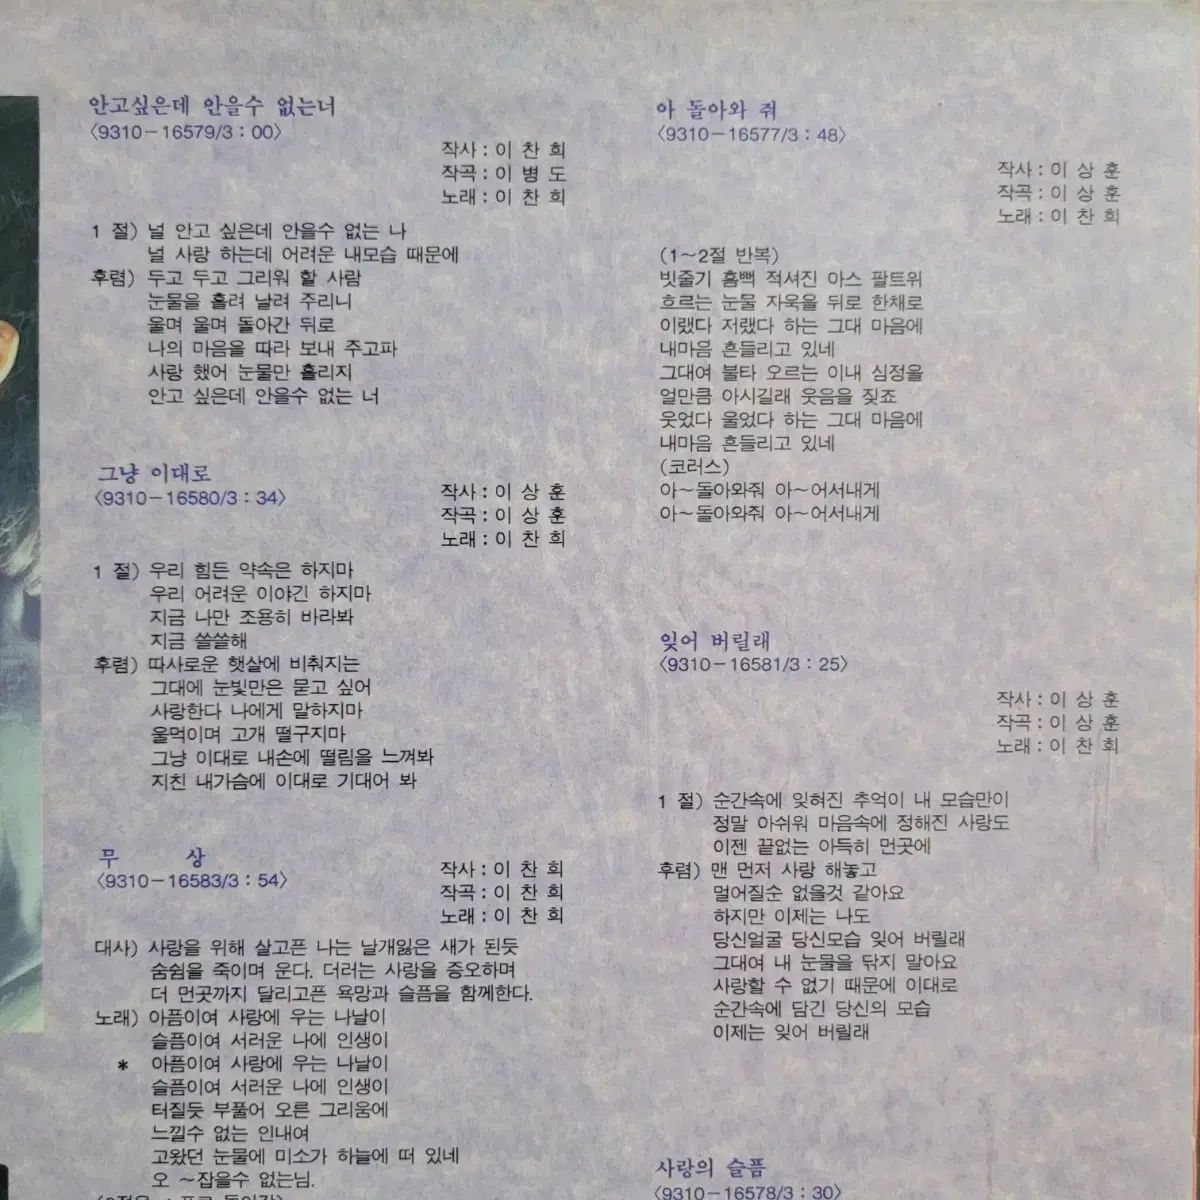 안고싶은데 안을수 없는너
〈9310-16579/3 : 00〉
작사 : 이 찬 희
작곡 : 이 병 도
노래 : 이 찬 희
1 절) 널 안고 싶은데 안을수 없는 나
널 사랑 하는데 어려운 내모습 때문에
후렴) 두고 두고 그리워 할 사람
눈물을 흘려 날려 주리니
울며 울며 돌아간 뒤로
나의 마음을 따라 보내 주고파
사랑 했어 눈물만 흘리지
안고 싶은데 안을수 없는 너
그냥 이대로
〈9310-16580/3 : 34〉
작사 : 이 상 훈
작곡 : 이 상 훈
노래 : 이 찬 희
1 절) 우리 힘든 약속은 하지마
우리 어려운 이야긴 하지마
지금 나만 조용히 바라봐
지금 쓸쓸해
후렴) 따사로운 햇살에 비춰지는
그대에 눈빛만은 묻고 싶어
사랑한다 나에게 말하지마
울먹이며 고개 떨구지마
그냥 이대로 내손에 떨림을 느껴봐
지친 내가슴에 이대로 기대어 봐
무 상
〈9310-16583/3 : 54〉
작사 : 이 찬 희
작곡 : 이 찬 희
노래 : 이 찬 희
대사) 사랑을 위해 살고픈 나는 날개잃은 새가 된듯
숨쉼을 죽이며 운다. 더러는 사랑을 증오하며
더 먼곳까지 달리고픈 욕망과 슬픔을 함께한다.
노래) 아픔이여 사랑에 우는 나날이
슬픔이여 서러운 나에 인생이
* 아픔이여 사랑에 우는 나날이
슬픔이여 서러운 나에 인생이
터질듯 부풀어 오른 그리움에
느낄수 없는 인내여
고왔던 눈물에 미소가 하늘에 떠 있네
오 ~잡을수 없는님.
아 돌아와 줘
〈9310-16577/3 : 48〉
작사 : 이 상 훈
작곡 : 이 상 훈
노래 : 이 찬 희
(1~2절 반복)
빗줄기 흠뻑 적셔진 아스 팔트위
흐르는 눈물 자욱을 뒤로 한채로
이랬다 저랬다 하는 그대 마음에
내마음 흔들리고 있네
그대여 불타 오르는 이내 심정을
얼만큼 아시길래 웃음을 짖죠
웃었다 울었다 하는 그대 마음에
내마음 흔들리고 있네
(코러스)
아~돌아와줘 아~어서내게
아~돌아와줘 아~어서내게
잊어 버릴래
〈9310-16581/3 : 25〉
작사 : 이 상 훈
작곡 : 이 상 훈
노래 : 이 찬 희
1 절) 순간속에 잊혀진 추억이 내 모습만이
정말 아쉬워 마음속에 정해진 사랑도
이젠 끝없는 아득히 먼곳에
후렴) 맨 먼저 사랑 해놓고
멀어질순 없을것 같아요
하지만 이제는 나도
당신얼굴 당신모습 잊어 버릴래
그대여 내 눈물을 닦지 말아요
사랑할 수 없기 때문에 이대로
순간속에 담긴 당신의 모습
이제는 잊어 버릴래
사랑의 슬픔
〈9310-16578/3 : 30〉